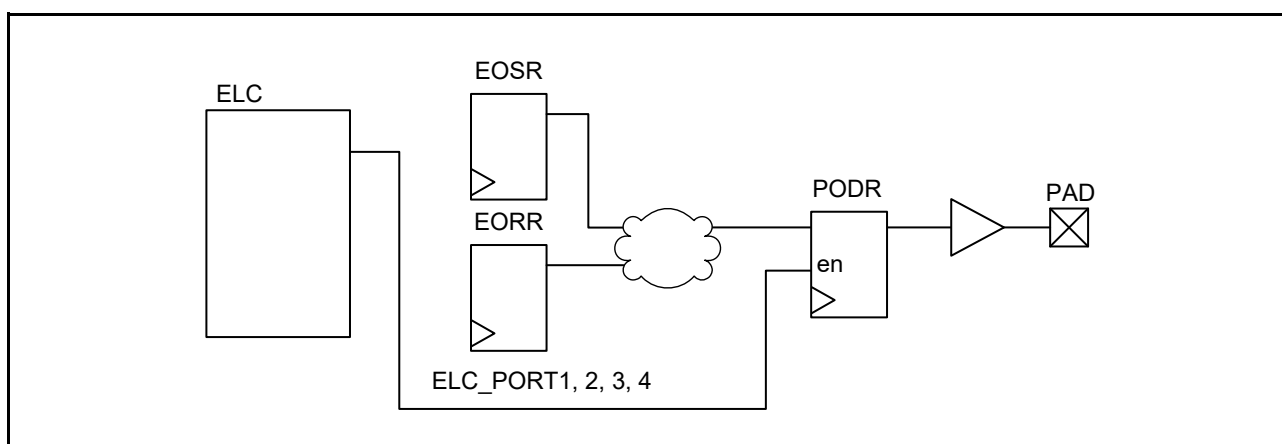 EOSR
ELC
PODR
PAD
EORR
en
ELC_PORT1, 2, 3, 4